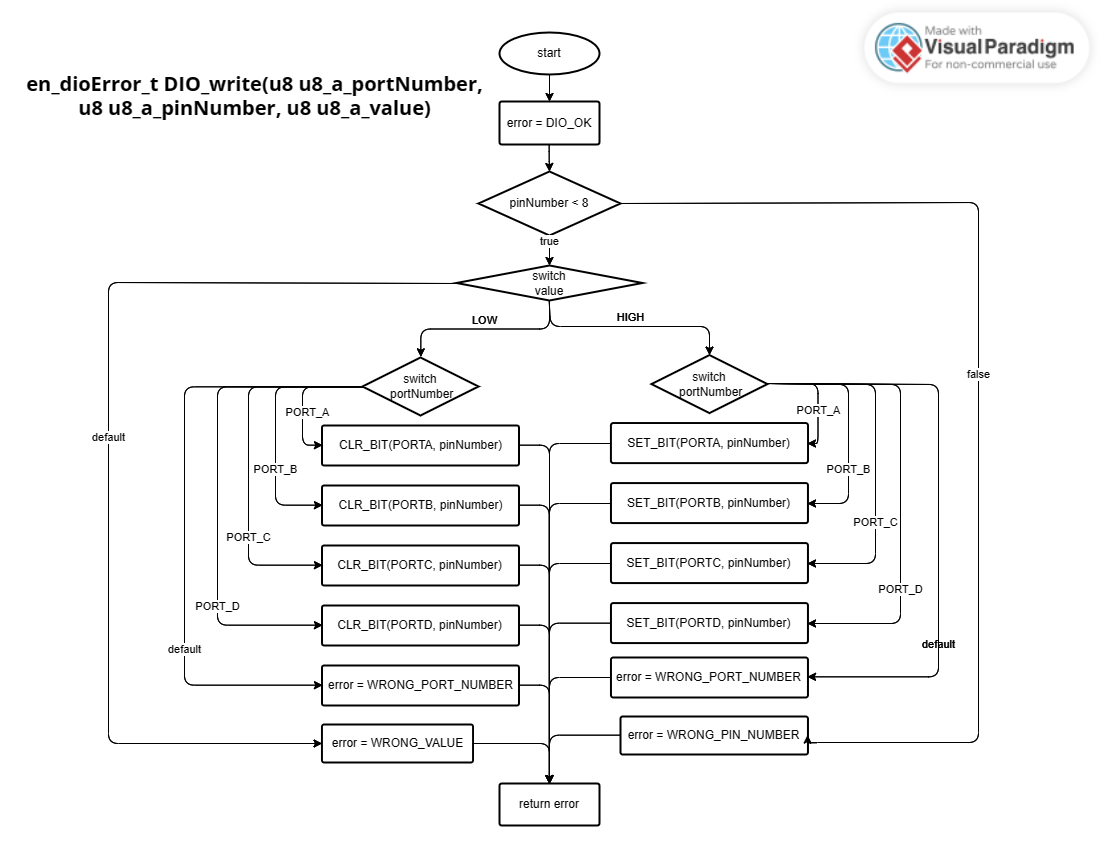 Made with
Visual Paradigm
For non-commercial use
start
en_dioError_t DIO_write(u8 u8_a_portNumber,
u8 u8_a_pinNumber, u8 u8_a_value)
error = DIO_OK
pinNumber < 8
true
switch
value
LOW
HIGH
false
switch
portNumber
switch
portNumber
PORT_A
PORT_A
default
CLR_BIT(PORTA, pinNumber)
SET_BIT(PORTA, pinNumber)
PORT_B
PORT_B
CLR_BIT(PORTB, pinNumber)
SET_BIT(PORTB, pinNumber)
PORT_C
PORT_C
CLR_BIT(PORTC, pinNumber)
SET_BIT(PORTC, pinNumber)
PORT_D
PORT_D
CLR_BIT(PORTD, pinNumber)
SET_BIT(PORTD, pinNumber)
default
default
error = WRONG_PORT_NUMBER
error = WRONG_PORT_NUMBER
error = WRONG_VALUE
error = WRONG_PIN_NUMBER
return error